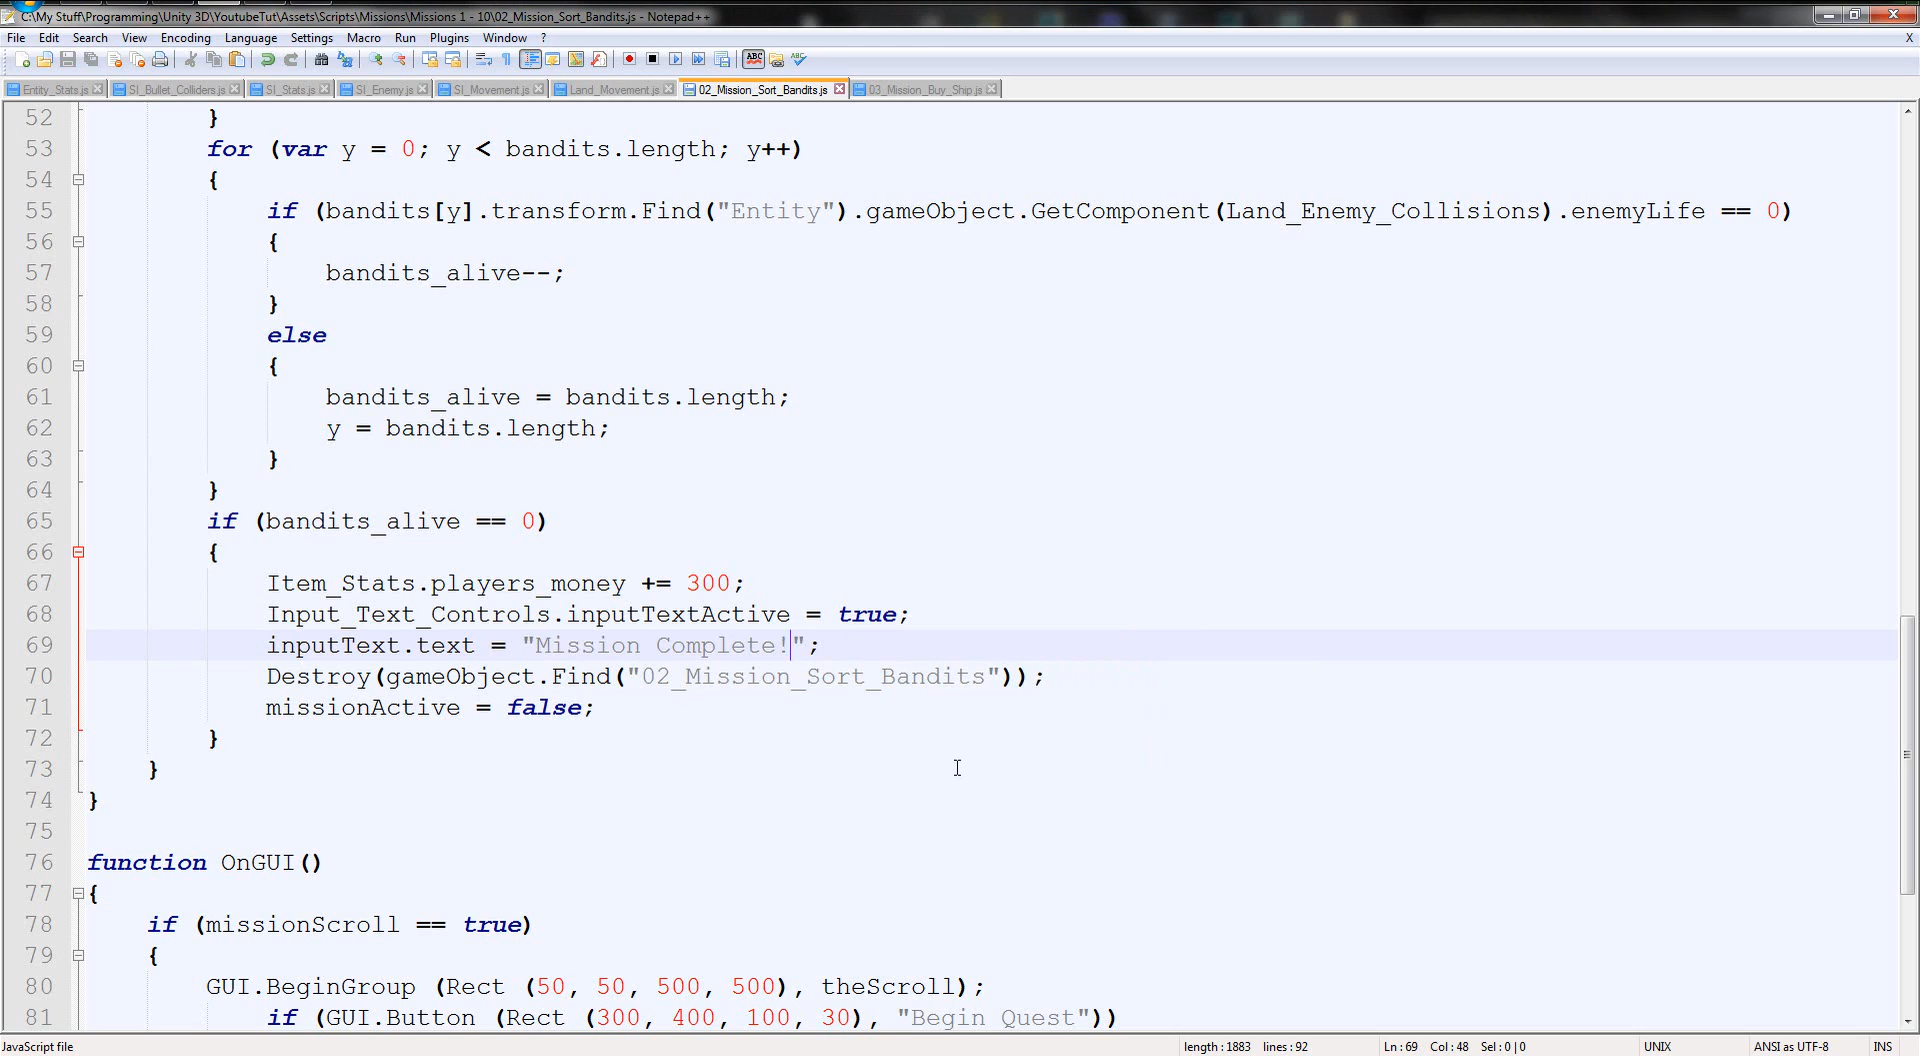 C:\My Stuff\Programming\Unity 3D\YoutubeTut\Assets\Scripts\Missions\Missions 1 - 10\02_Mission_Sort_Bandits.js - Notepad++
File Edit Search View Encoding Language Settings Macro Run Plugins Window ? X
Entity_Stats.js SI_Bullet_Colliders.js SI_Stats.js SI_Enemy.js SI_Movement.js Land_Movement.js 02_Mission_Sort_Bandits.js 03_Mission_Buy_Ship.js
52 }
53 for (var y = 0; y < bandits.length; y++)
54 {
55 if (bandits[y].transform.Find("Entity").gameObject.GetComponent(Land_Enemy_Collisions).enemyLife == 0)
56 {
57 bandits_alive--;
58 }
59 else
60 {
61 bandits_alive = bandits.length;
62 y = bandits.length;
63 }
64 }
65 if (bandits_alive == 0)
66 {
67 Item_Stats.players_money += 300;
68 Input_Text_Controls.inputTextActive = true;
69 inputText.text = "Mission Complete!";
70 Destroy(gameObject.Find("02_Mission_Sort_Bandits"));
71 missionActive = false;
72 }
73 }
74 }
75
76 function OnGUI()
77 {
78 if (missionScroll == true)
79 {
80 GUI.BeginGroup (Rect (50, 50, 500, 500), theScroll);
81 if (GUI.Button (Rect (300, 400, 100, 30), "Begin Quest"))
JavaScript file length : 1883 lines : 92 Ln : 69 Col : 48 Sel : 0 | 0 UNIX ANSI as UTF-8 INS